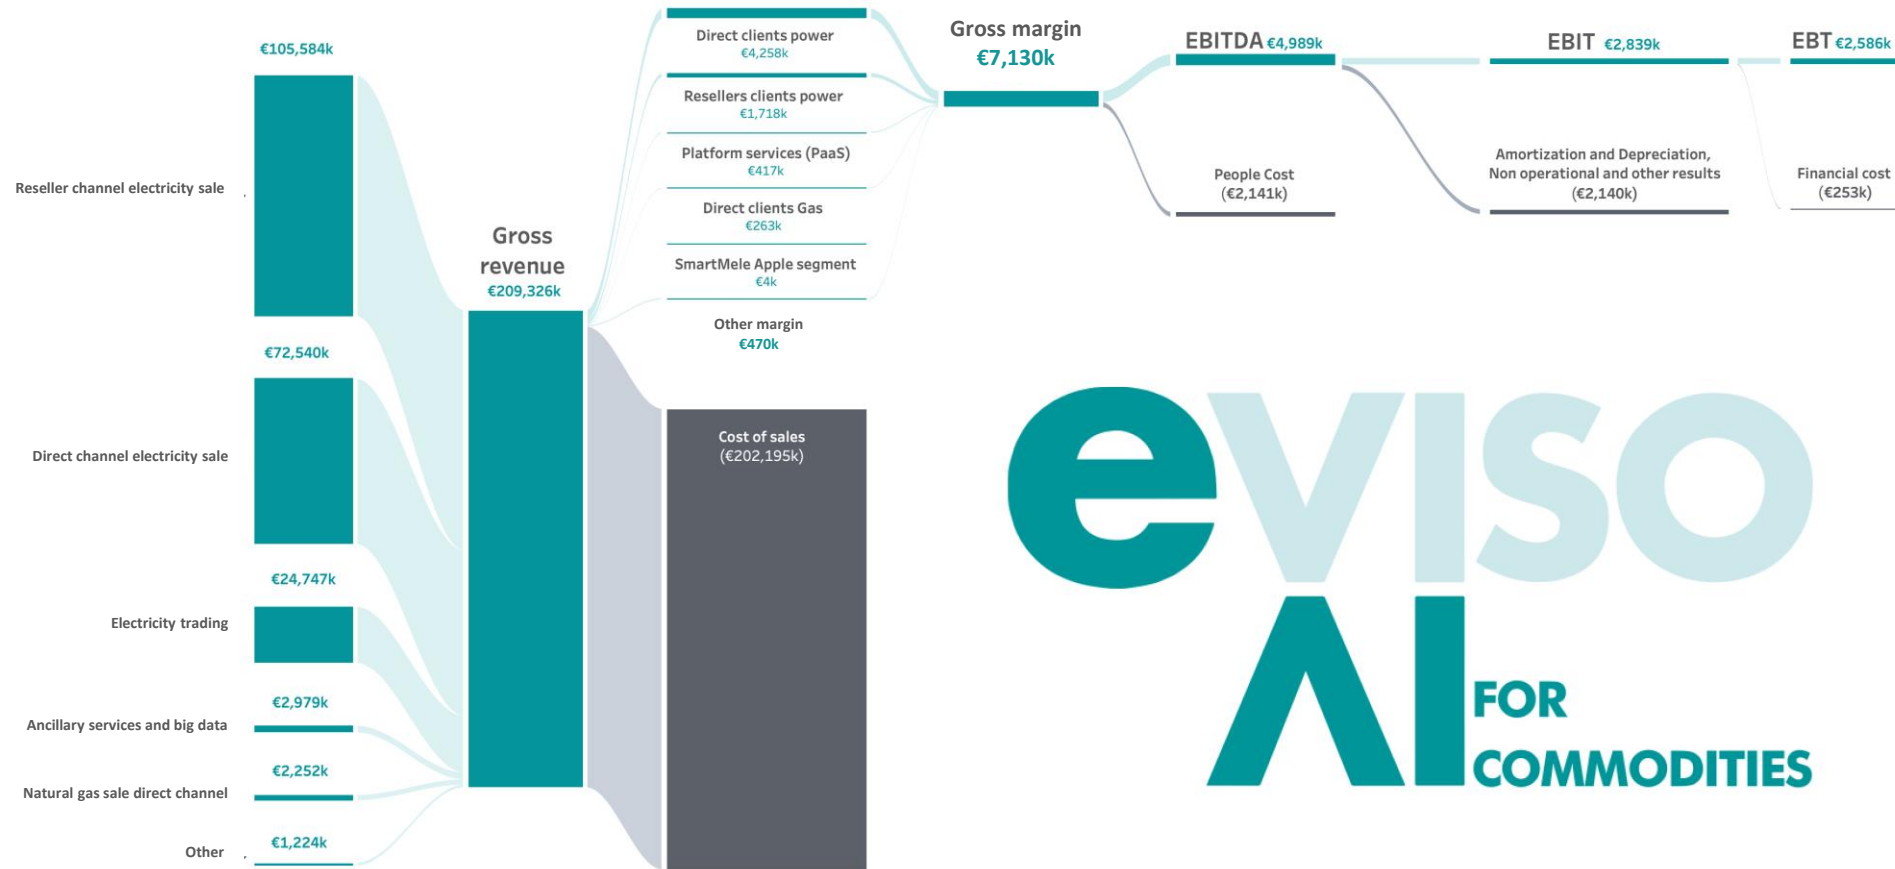 Reseller channel electricity sale
€105,584k
Direct channel electricity sale
€72,540k
Electricity trading
€24,747k
Ancillary services and big data
€2,979k
Natural gas sale direct channel
€2,252k
Other
€1,224k
Gross
revenue
€209,326k
Direct clients power
€4,258k
Resellers clients power
€1,718k
Platform services (PaaS)
€417k
Direct clients Gas
€263k
SmartMele Apple segment
€4k
Other margin
€470k
Cost of sales
(€202,195k)
Gross margin
€7,130k
EBITDA €4,989k
People Cost
(€2,141k)
EBIT €2,839k
Amortization and Depreciation,
Non operational and other results
(€2,140k)
EBT €2,586k
Financial cost
(€253k)
eVISO
AI
FOR
COMMODITIES